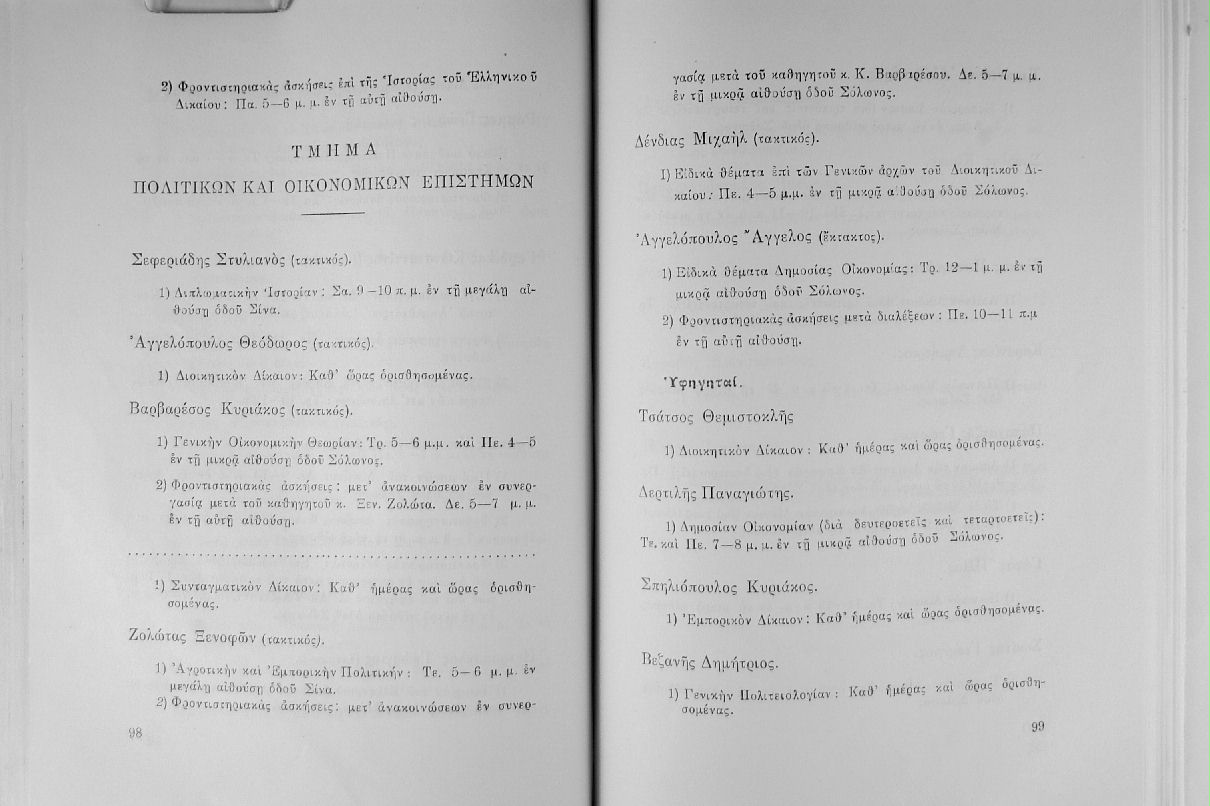 2) Φροντιστηριακὰς ἀσκήσεις ἐπὶ τῆς Ἱστορίας τοῦ Ἑλληνικοῦ
Δικαίου: Πα. 5—6 μ. μ. ἐν τῇ αὐτῇ αἰθούσῃ.
ΤΜΗΜΑ
ΠΟΛΙΤΙΚΩΝ ΚΑΙ ΟΙΚΟΝΟΜΙΚΩΝ ΕΠΙΣΤΗΜΩΝ
Σεφεριάδης Στυλιανὸς (τακτικός).
1) Διπλωματικὴν Ἱστορίαν: Σα. 9—10 π. μ. ἐν τῇ μεγάλῃ αἰ-
θούσῃ ὁδοῦ Σίνα.
Ἀγγελόπουλος Θεόδωρος (τακτικός).
1) Διοικητικὸν Δίκαιον: Καθ’ ὥρας ὁρισθησομένας.
Βαρβαρέσος Κυριάκος (τακτικός).
1) Γενικὴν Οἰκονομικὴν Θεωρίαν: Τρ. 5—6 μ.μ. καὶ Πε. 4—5
ἐν τῇ μικρᾷ αἰθούσῃ ὁδοῦ Σόλωνος.
2) Φροντιστηριακὰς ἀσκήσεις: μετ’ ἀνακοινώσεων ἐν συνερ-
γασίᾳ μετὰ τοῦ καθηγητοῦ κ. Ξεν. Ζολώτα. Δε. 5—7 μ. μ.
ἐν τῇ αὐτῇ αἰθούσῃ.
1) Συνταγματικὸν Δίκαιον: Καθ’ ἡμέρας καὶ ὥρας ὁρισθη-
σομένας.
Ζολώτας Ξενοφῶν (τακτικός).
1) Ἀγροτικὴν καὶ Ἐμπορικὴν Πολιτικήν: Τε. 5—6 μ. μ. ἐν
μεγάλῃ αἰθούσῃ ὁδοῦ Σίνα.
2) Φροντιστηριακὰς ἀσκήσεις: μετ’ ἀνακοινώσεων ἐν συνερ-
98
γασίᾳ μετὰ τοῦ καθηγητοῦ κ. Κ. Βαρβαρέσου. Δε. 5—7 μ. μ.
ἐν τῇ μικρᾷ αἰθούσῃ ὁδοῦ Σόλωνος.
Δένδιας Μιχαὴλ (τακτικός).
1) Εἰδικὰ θέματα ἐπὶ τῶν Γενικῶν ἀρχῶν τοῦ Διοικητικοῦ Δι-
καίου: Πε. 4—5 μ.μ. ἐν τῇ μικρᾷ αἰθούσῃ ὁδοῦ Σόλωνος.
Ἀγγελόπουλος Ἄγγελος (ἔκτακτος).
1) Εἰδικὰ θέματα Δημοσίας Οἰκονομίας: Τρ. 12—1 μ. μ. ἐν τῇ
μικρᾷ αἰθούσῃ ὁδοῦ Σόλωνος.
2) Φροντιστηριακὰς ἀσκήσεις μετὰ διαλέξεων: Πε. 10—11 π.μ
ἐν τῇ αὐτῇ αἰθούσῃ.
Ὑφηγηταί.
Τσάτσος Θεμιστοκλῆς
1) Διοικητικὸν Δίκαιον: Καθ’ ἡμέρας καὶ ὥρας ὁρισθησομένας.
Δερτιλῆς Παναγιώτης.
1) Δημοσίαν Οἰκονομίαν (διὰ δευτεροετεῖς καὶ τεταρτοετεῖς):
Τε. καὶ Πε. 7—8 μ. μ. ἐν τῇ μικρᾷ αἰθούσῃ ὁδοῦ Σόλωνος.
Σπηλιόπουλος Κυριάκος.
1) Ἐμπορικὸν Δίκαιον: Καθ’ ἡμέρας καὶ ὥρας ὁρισθησομένας.
Βεζανῆς Δημήτριος.
1) Γενικὴν Πολιτειολογίαν: Καθ’ ἡμέρας καὶ ὥρας ὁρισθη-
σομένας.
99